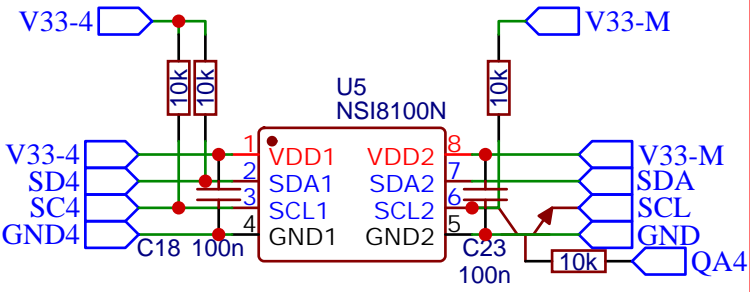 V33-4 V33-M
10k 10k 10k
U5
NSI8100N
V33-4 1 VDD1 VDD2 8 V33-M
SD4 2 SDA1 SDA2 7 SDA
SC4 3 SCL1 SCL2 6 SCL
GND4 4 GND1 GND2 5 GND
C18 100n C23
100n 10k QA4